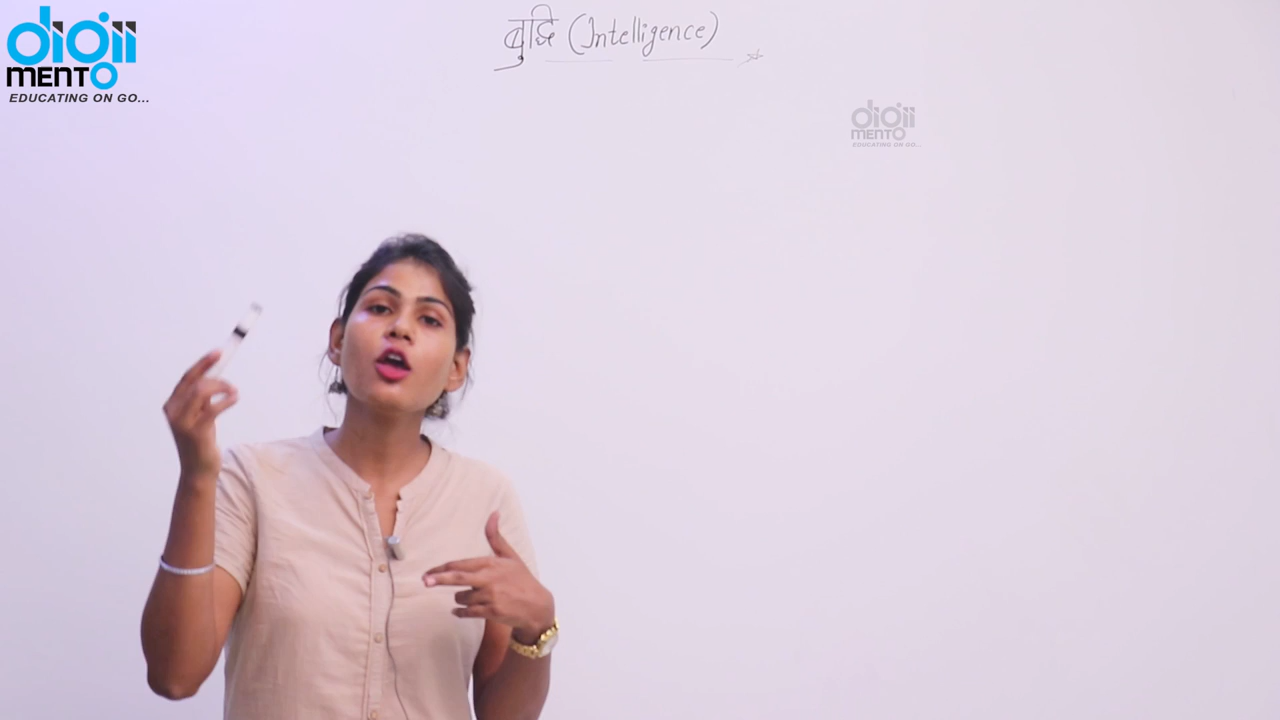 digii
MENTO
EDUCATING ON GO...
बुद्धि (Intelligence)
digii
MENTO
EDUCATING ON GO...